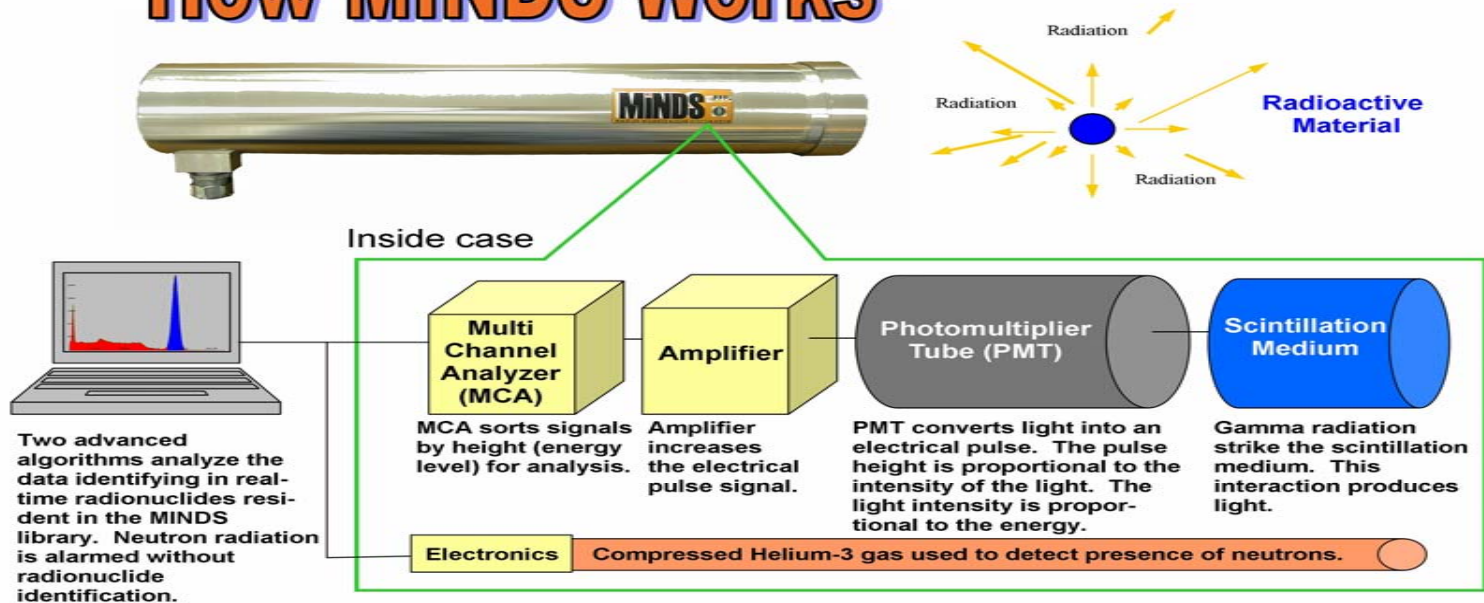 How MINDS Works
Radiation
Radiation
Radioactive
Material
Radiation
MiNDS
Inside case
Multi
Channel
Analyzer
(MCA)
Amplifier
Photomultiplier
Tube (PMT)
Scintillation
Medium
MCA sorts signals
by height (energy
level) for analysis.
Amplifier
increases
the electrical
pulse signal.
PMT converts light into an
electrical pulse. The pulse
height is proportional to the
intensity of the light. The
light intensity is propor-
tional to the energy.
Gamma radiation
strike the scintillation
medium. This
interaction produces
light.
Two advanced
algorithms analyze the
data identifying in real-
time radionuclides resi-
dent in the MINDS
library. Neutron radiation
is alarmed without
radionuclide
identification.
Electronics
Compressed Helium-3 gas used to detect presence of neutrons.